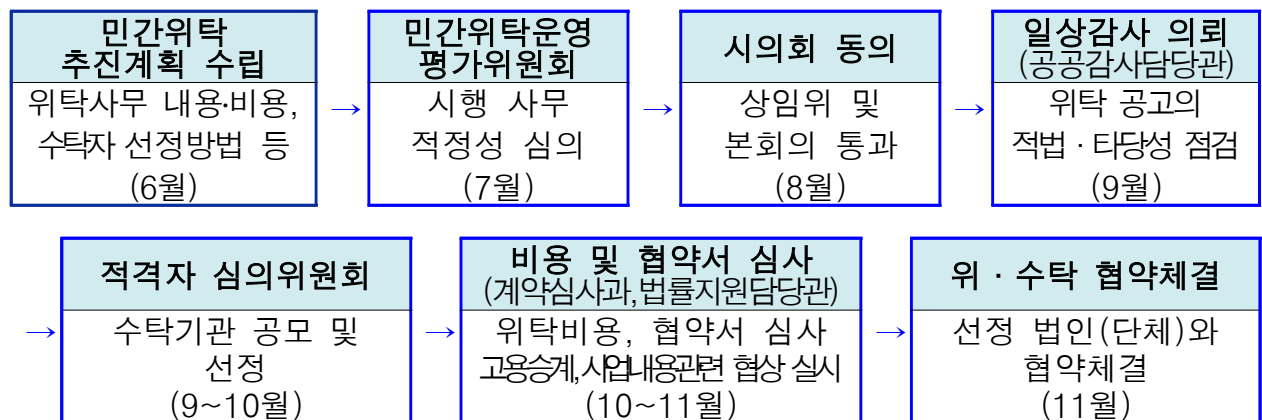 민간위탁
추진계획 수립
위탁사무 내용·비용,
수탁자 선정방법 등
(6월)
→
민간위탁운영
평가위원회
시행 사무
적정성 심의
(7월)
→
시의회 동의
상임위 및
본회의 통과
(8월)
→
일상감사 의뢰
(공공감사담당관)
위탁 공고의
적법 · 타당성 점검
(9월)
→
적격자 심의위원회
수탁기관 공모 및
선정
(9~10월)
→
비용 및 협약서 심사
(계약심사과,법률지원담당관)
위탁비용, 협약서 심사
고용승계,사업내용관련 협상 실시
(10~11월)
→
위 · 수탁 협약체결
선정 법인(단체)와
협약체결
(11월)